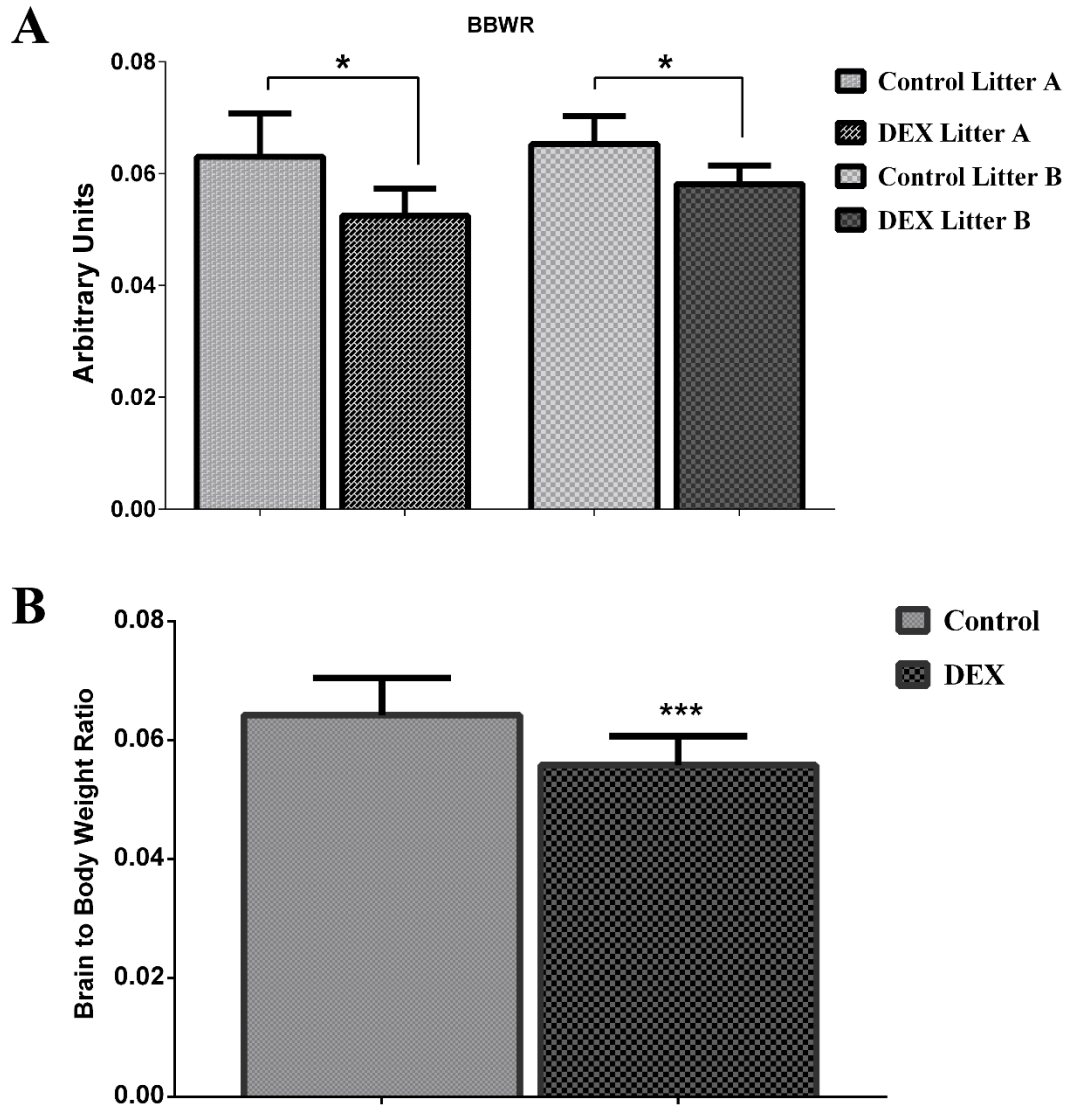 A
BBWR
0.08
0.06
0.04
0.02
0.00
Arbitrary Units
*
*
Control Litter A
DEX Litter A
Control Litter B
DEX Litter B
B
0.08
0.06
0.04
0.02
0.00
Brain to Body Weight Ratio
***
Control
DEX